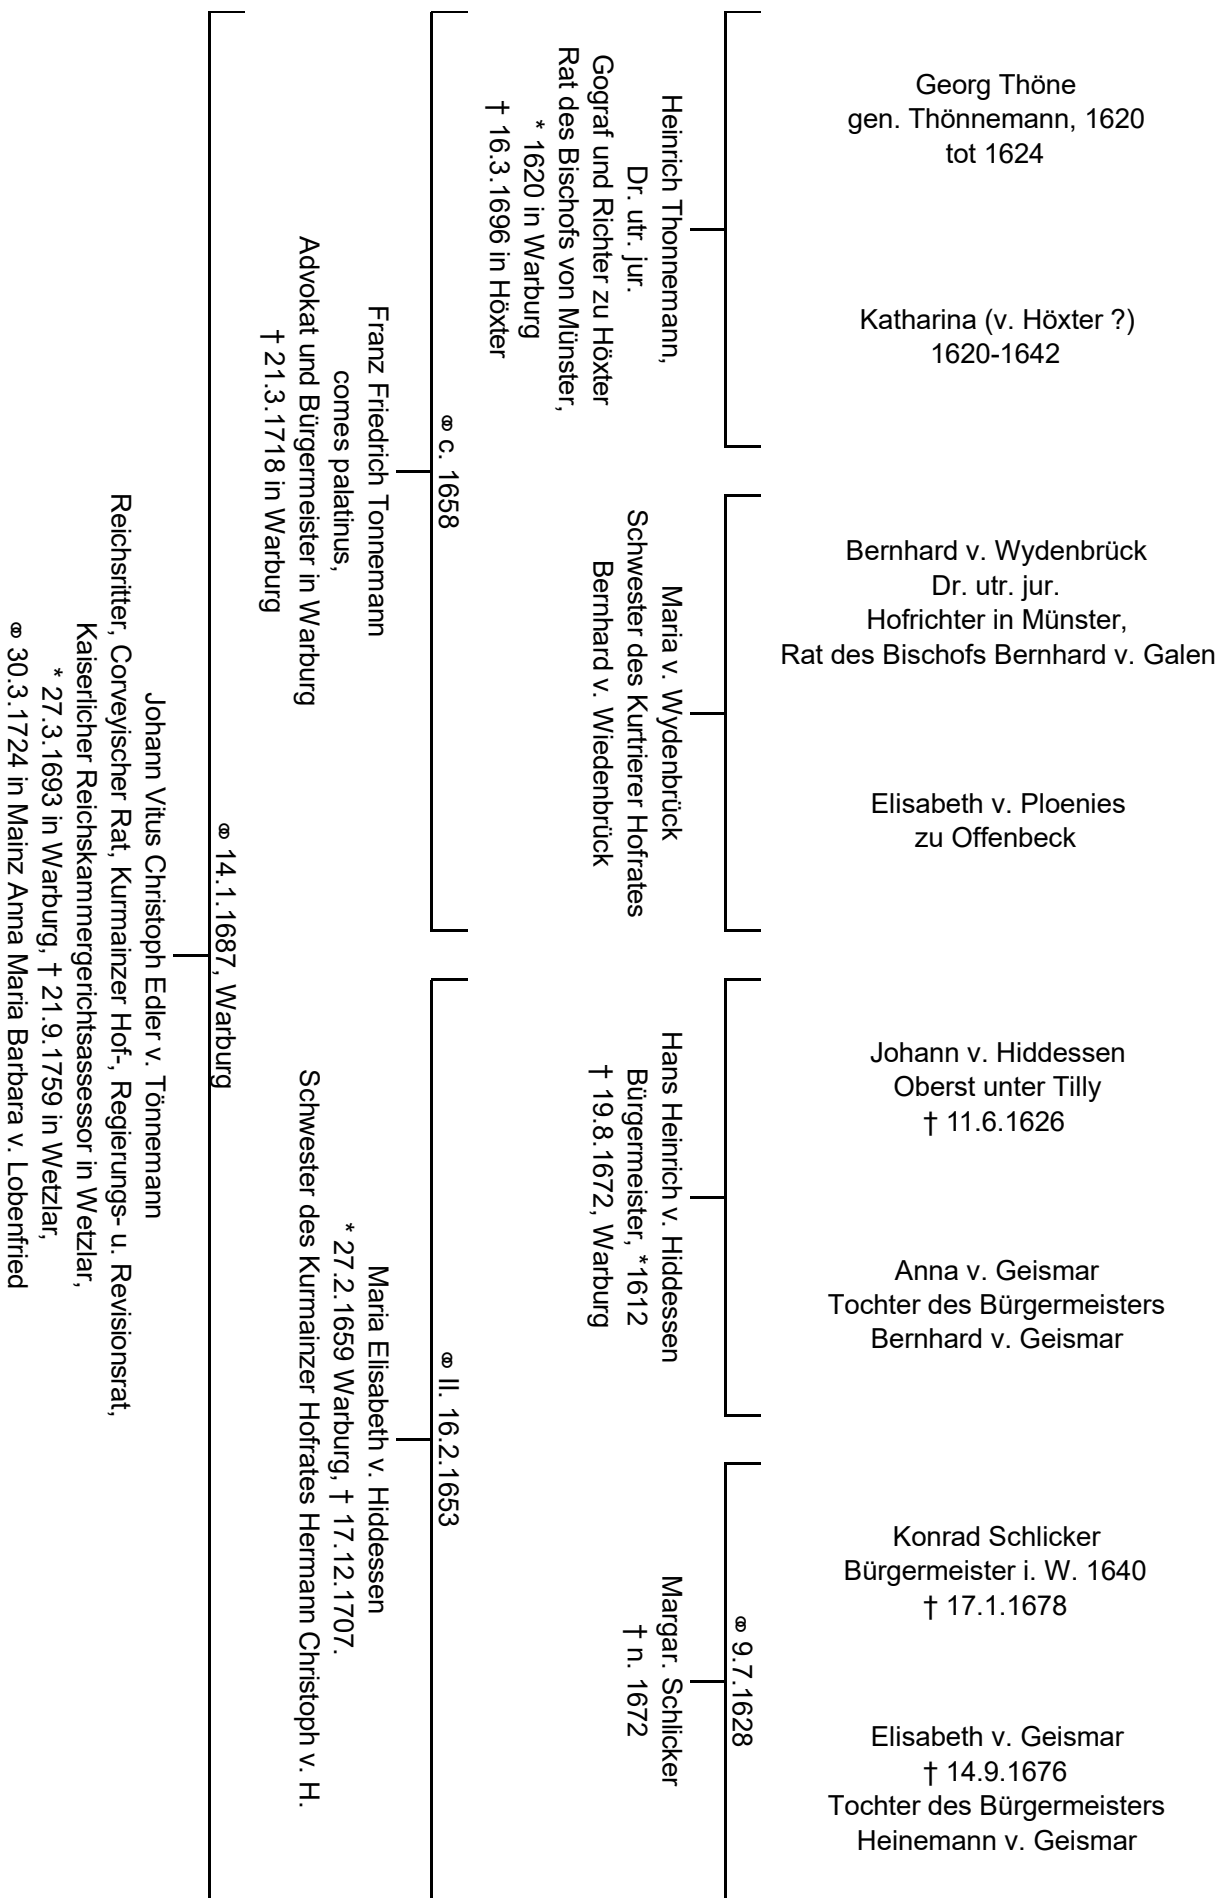 Georg Thöne
gen. Thönnemann, 1620
tot 1624
Katharina (v. Höxter ?)
1620-1642
Bernhard v. Wydenbrück
Dr. utr. jur.
Hofrichter in Münster,
Rat des Bischofs Bernhard v. Galen
Elisabeth v. Ploenies
zu Offenbeck
Johann v. Hiddessen
Oberst unter Tilly
† 11.6.1626
Anna v. Geismar
Tochter des Bürgermeisters
Bernhard v. Geismar
Konrad Schlicker
Bürgermeister i. W. 1640
† 17.1.1678
Elisabeth v. Geismar
† 14.9.1676
Tochter des Bürgermeisters
Heinemann v. Geismar
⚭ 9.7.1628
Heinrich Thonnemann,
Dr. utr. jur.
Gograf und Richter zu Höxter
Rat des Bischofs von Münster,
* 1620 in Warburg
† 16.3.1696 in Höxter
Maria v. Wydenbrück
Schwester des Kurtrierer Hofrates
Bernhard v. Wiedenbrück
Hans Heinrich v. Hiddessen
Bürgermeister, *1612
† 19.8.1672, Warburg
Margar. Schlicker
† n. 1672
⚭ c. 1658
⚭ II. 16.2.1653
Franz Friedrich Tonnemann
comes palatinus,
Advokat und Bürgermeister in Warburg
† 21.3.1718 in Warburg
Maria Elisabeth v. Hiddessen
* 27.2.1659 Warburg, † 17.12.1707.
Schwester des Kurmainzer Hofrates Hermann Christoph v. H.
⚭ 14.1.1687, Warburg
Johann Vitus Christoph Edler v. Tönnemann
Reichsritter, Corveyischer Rat, Kurmainzer Hof-, Regierungs- u. Revisionsrat,
Kaiserlicher Reichskammergerichtsassessor in Wetzlar,
* 27.3.1693 in Warburg, † 21.9.1759 in Wetzlar,
⚭ 30.3.1724 in Mainz Anna Maria Barbara v. Lobenfried